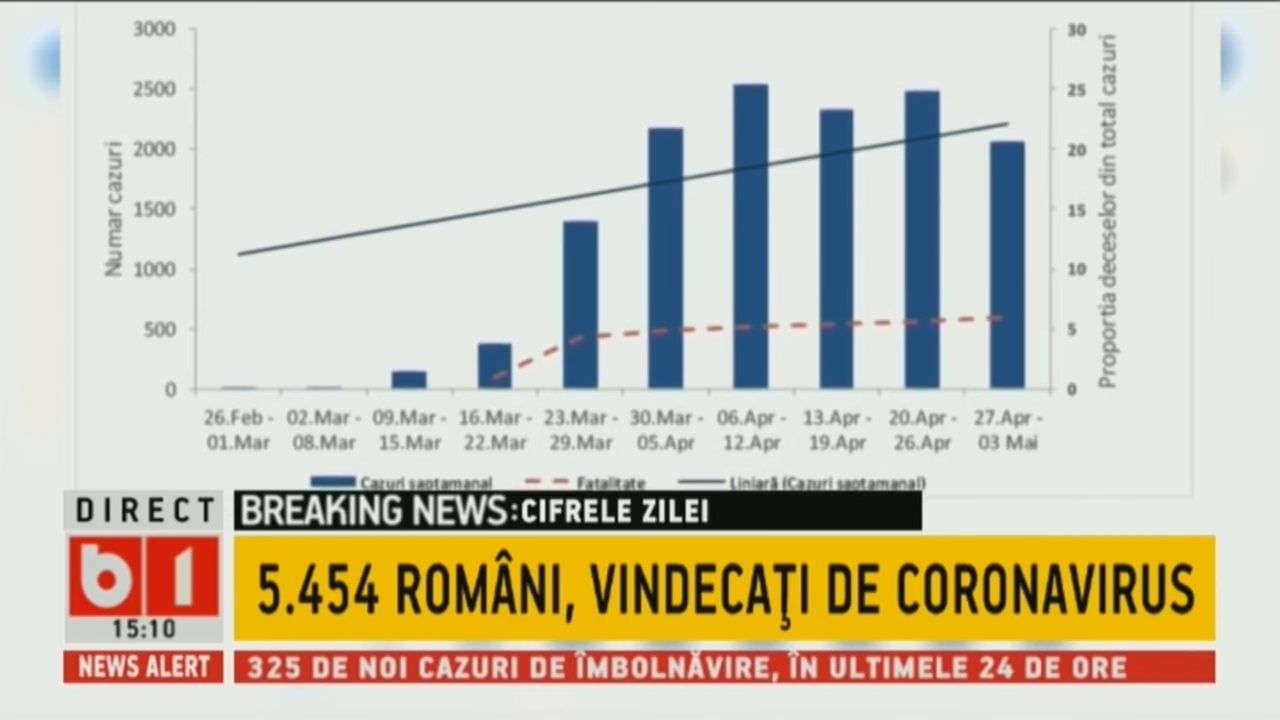 3000
2500
2000
1500
1000
500
0
Numar cazuri
30
25
20
15
10
5
0
Proportia deceselor din total cazuri
26.Feb - 01.Mar
02.Mar - 08.Mar
09.Mar - 15.Mar
16.Mar - 22.Mar
23.Mar - 29.Mar
30.Mar - 05.Apr
06.Apr - 12.Apr
13.Apr - 19.Apr
20.Apr - 26.Apr
27.Apr - 03 Mai
Cazuri saptamanal
Fatalitate
Liniară (Cazuri saptamanal)
DIRECT
BREAKING NEWS:CIFRELE ZILEI
b1
5.454 ROMÂNI, VINDECAŢI DE CORONAVIRUS
15:10
NEWS ALERT
325 DE NOI CAZURI DE ÎMBOLNĂVIRE, ÎN ULTIMELE 24 DE ORE